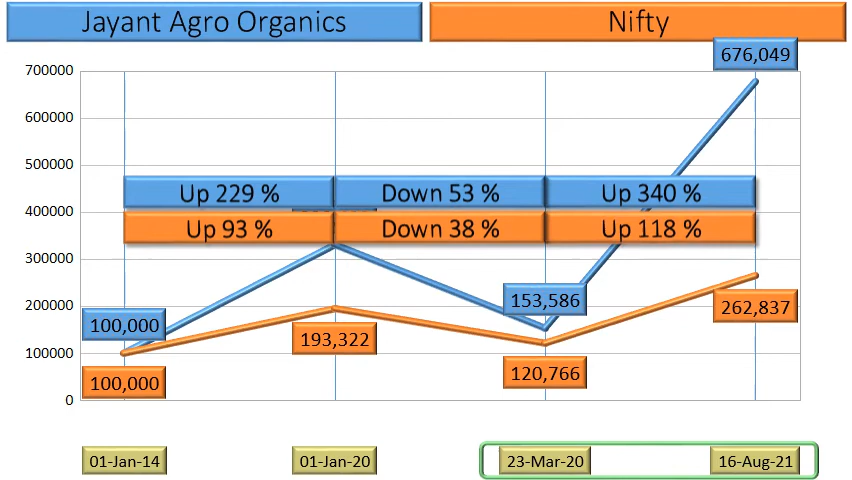 Jayant Agro Organics
Nifty
676,049
700000
600000
500000
400000
300000
200000
100000
0
Up 229 %
Down 53 %
Up 340 %
Up 93 %
Down 38 %
Up 118 %
100,000
153,586
193,322
262,837
100,000
120,766
01-Jan-14
01-Jan-20
23-Mar-20
16-Aug-21